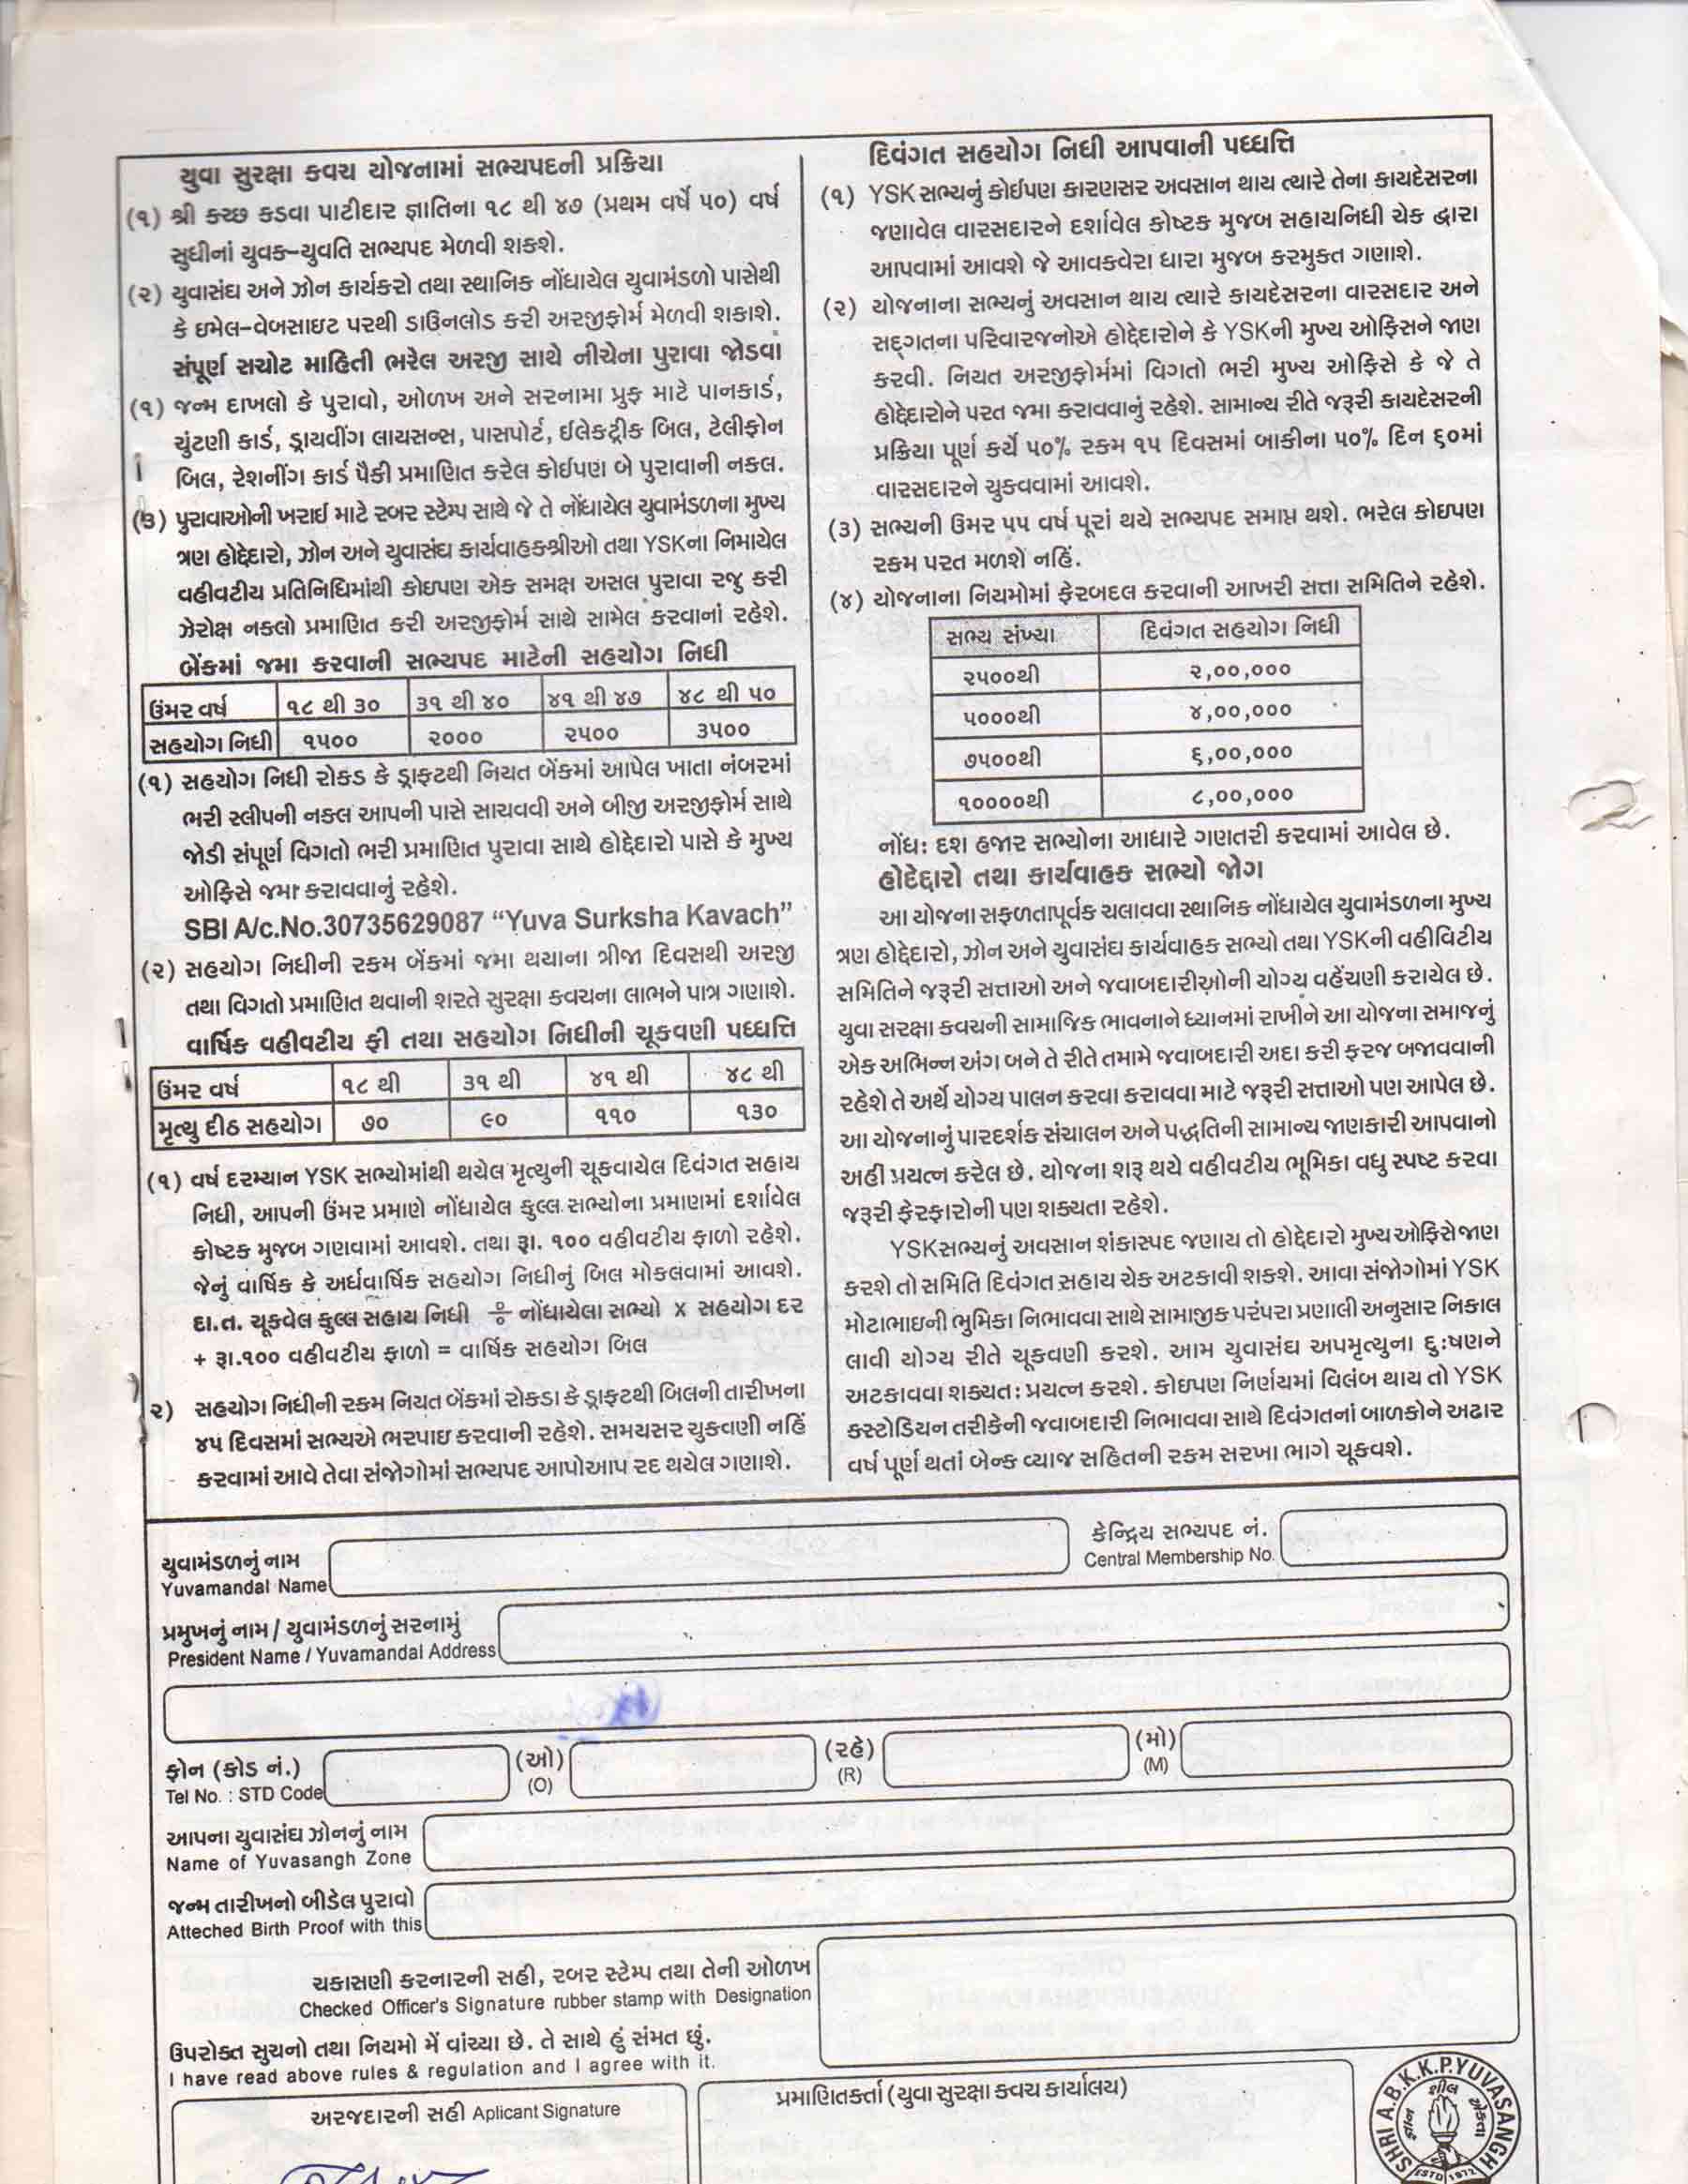 યુવા સુરક્ષા કવચ યોજનામાં સભ્યપદની પ્રક્રિયા
(૧) શ્રી કચ્છ કડવા પાટીદાર જ્ઞાતિના ૧૮ થી ૪૭ (પ્રથમ વર્ષે ૫૦) વર્ષ
સુધીનાં યુવક-યુવતિ સભ્યપદ મેળવી શકશે.
(૨) યુવાસંઘ અને ઝોન કાર્યકરો તથા સ્થાનિક નોંધાયેલ યુવામંડળો પાસેથી
કે ઇમેલ-વેબસાઇટ પરથી ડાઉનલોડ કરી અરજીફોર્મ મેળવી શકાશે.
સંપૂર્ણ સચોટ માહિતી ભરેલ અરજી સાથે નીચેના પુરાવા જોડવાં
(૧) જન્મ દાખલો કે પુરાવો, ઓળખ અને સરનામા પ્રુફ માટે પાનકાર્ડ,
ચુંટણી કાર્ડ, ડ્રાયવીંગ લાયસન્સ, પાસપોર્ટ, ઈલેક્ટ્રીક બિલ, ટેલીફોન
બિલ, રેશનીંગ કાર્ડ પૈકી પ્રમાણિત કરેલ કોઈપણ બે પુરાવાની નકલ.
(૩) પુરાવાઓની ખરાઈ માટે રબર સ્ટેમ્પ સાથે જે તે નોંધાયેલ યુવામંડળના મુખ્ય
ત્રણ હોદ્દેદારો, ઝોન અને યુવાસંઘ કાર્યવાહકશ્રીઓ તથા YSKના નિમાયેલ
વહીવટીય પ્રતિનિધિમાંથી કોઇપણ એક સમક્ષ અસલ પુરાવા રજુ કરી
ઝેરોક્ષ નકલો પ્રમાણિત કરી અરજીફોર્મ સાથે સામેલ કરવાનાં રહેશે.
બેંકમાં જમા કરવાની સભ્યપદ માટેની સહયોગ નિધી
ઉંમર વર્ષ ૧૮ થી ૩૦ ૩૧ થી ૪૦ ૪૧ થી ૪૭ ૪૮ થી ૫૦
સહયોગ નિધી ૧૫૦૦ ૨૦૦૦ ૨૫૦૦ ૩૫૦૦
(૧) સહયોગ નિધી રોકડ કે ડ્રાફટથી નિયત બેંકમાં આપેલ ખાતા નંબરમાં
ભરી સ્લીપની નકલ આપની પાસે સાચવવી અને બીજી અરજીફોર્મ સાથે
જોડી સંપૂર્ણ વિગતો ભરી પ્રમાણિત પુરાવા સાથે હોદ્દેદારો પાસે કે મુખ્ય
ઓફિસે જમા કરાવવાનું રહેશે.
SBI A/c.No.30735629087 “Yuva Surksha Kavach”
(૨) સહયોગ નિધીની રકમ બેંકમાં જમા થયાના ત્રીજા દિવસથી અરજી
તથા વિગતો પ્રમાણિત થવાની શરતે સુરક્ષા કવચના લાભને પાત્ર ગણાશે.
વાર્ષિક વહીવટીય ફી તથા સહયોગ નિધીની ચૂકવણી પધ્ધતિ
ઉંમર વર્ષ ૧૮ થી ૩૧ થી ૪૧ થી ૪૮ થી
મૃત્યુ દીઠ સહયોગ ૭૦ ૯૦ ૧૧૦ ૧૩૦
(૧) વર્ષ દરમ્યાન YSK સભ્યોમાંથી થયેલ મૃત્યુની ચૂકવાયેલ દિવંગત સહાય
નિધી, આપની ઉંમર પ્રમાણે નોંધાયેલ કુલ્લ સભ્યોના પ્રમાણમાં દર્શાવેલ
કોષ્ટક મુજબ ગણવામાં આવશે. તથા રૂા. ૧૦૦ વહીવટીય ફાળો રહેશે.
જેનું વાર્ષિક કે અર્ધવાર્ષિક સહયોગ નિધીનું બિલ મોકલવામાં આવશે.
દા.ત. ચૂકવેલ કુલ્લ સહાય નિધી ÷ નોંધાયેલા સભ્યો x સહયોગ દર
+ રૂા.૧૦૦ વહીવટીય ફાળો = વાર્ષિક સહયોગ બિલ
૨) સહયોગ નિધીની રકમ નિયત બેંકમાં રોકડા કે ડ્રાફટથી બિલની તારીખના
૪૫ દિવસમાં સભ્યએ ભરપાઇ કરવાની રહેશે. સમયસર ચુકવણી નહિં
કરવામાં આવે તેવા સંજોગોમાં સભ્યપદ આપોઆપ રદ થયેલ ગણાશે.
દિવંગત સહયોગ નિધી આપવાની પધ્ધત્તિ
(૧) YSK સભ્યનું કોઈપણ કારણસર અવસાન થાય ત્યારે તેના કાયદેસરના
જણાવેલ વારસદારને દર્શાવેલ કોષ્ટક મુજબ સહાયનિધી ચેક દ્વારા
આપવામાં આવશે જે આવકવેરા ધારા મુજબ કરમુક્ત ગણાશે.
(૨) યોજનાના સભ્યનું અવસાન થાય ત્યારે કાયદેસરના વારસદાર અને
સદ્ગતના પરિવારજનોએ હોદ્દેદારોને કે YSKની મુખ્ય ઓફિસને જાણ
કરવી. નિયત અરજીફોર્મમાં વિગતો ભરી મુખ્ય ઓફિસે કે જે તે
હોદ્દેદારોને પરત જમા કરાવવાનું રહેશે. સામાન્ય રીતે જરૂરી કાયદેસરની
પ્રક્રિયા પૂર્ણ કર્યે ૫૦% રકમ ૧૫ દિવસમાં બાકીના ૫૦% દિન ૬૦માં
વારસદારને ચુકવવામાં આવશે.
(૩) સભ્યની ઉમર ૫૫ વર્ષ પૂરાં થયે સભ્યપદ સમાપ્ત થશે. ભરેલ કોઇપણ
રકમ પરત મળશે નહિં.
(૪) યોજનાના નિયમોમાં ફેરબદલ કરવાની આખરી સત્તા સમિતિને રહેશે.
સભ્ય સંખ્યા દિવંગત સહયોગ નિધી
૨૫૦૦થી ૨,૦૦,૦૦૦
૫૦૦૦થી ૪,૦૦,૦૦૦
૭૫૦૦થી ૬,૦૦,૦૦૦
૧૦૦૦૦થી ૮,૦૦,૦૦૦
નોંધ: દશ હજાર સભ્યોના આધારે ગણતરી કરવામાં આવેલ છે.
હોદેદ્દારો તથા કાર્યવાહક સભ્યો જોગ
આ યોજના સફળતાપૂર્વક ચલાવવા સ્થાનિક નોંધાયેલ યુવામંડળના મુખ્ય
ત્રણ હોદ્દેદારો, ઝોન અને યુવાસંઘ કાર્યવાહક સભ્યો તથા YSKની વહીવિટીય
સમિતિને જરૂરી સત્તાઓ અને જવાબદારીઓની યોગ્ય વહેંચણી કરાયેલ છે.
યુવા સરક્ષા કવચની સામાજિક ભાવનાને ધ્યાનમાં રાખીને આ યોજના સમાજનું
એક અભિન્ન અંગ બને તે રીતે તમામે જવાબદારી અદા કરી ફરજ બજાવવાની
રહેશે તે અર્થે યોગ્ય પાલન કરવા કરાવવા માટે જરૂરી સત્તાઓ પણ આપેલ છે.
આ યોજનાનું પારદર્શક સંચાલન અને પદ્ધતિની સામાન્ય જાણકારી આપવાનો
અહીં પ્રયત્ન કરેલ છે. યોજના શરૂ થયે વહીવટીય ભૂમિકા વધુ સ્પષ્ટ કરવા
જરૂરી ફેરફારોની પણ શક્યતા રહેશે.
YSKસભ્યનું અવસાન શંકાસ્પદ જણાય તો હોદ્દેદારો મુખ્ય ઓફિસે જાણ
કરશે તો સમિતિ દિવંગત સહાય ચેક અટકાવી શકશે. આવા સંજોગોમાં YSK
મોટાભાઇની ભુમિકા નિભાવવા સાથે સામાજીક પરંપરા પ્રણાલી અનુસાર નિકાલ
લાવી યોગ્ય રીતે ચૂકવણી કરશે. આમ યુવાસંઘ અપમૃત્યુના દુઃષણને
અટકાવવા શક્યતઃ પ્રયત્ન કરશે. કોઇપણ નિર્ણયમાં વિલંબ થાય તો YSK
કસ્ટોડિયન તરીકેની જવાબદારી નિભાવવા સાથે દિવંગતનાં બાળકોને અઢાર
વર્ષ પૂર્ણ થતાં બેન્ક વ્યાજ સહિતની રકમ સરખા ભાગે ચૂકવશે.
યુવામંડળનું નામ
Yuvamandal Name
કેન્દ્રિય સભ્યપદ નં.
Central Membership No.
પ્રમુખનું નામ / યુવામંડળનું સરનામું
President Name / Yuvamandal Address
ફોન (કોડ નં.) (ઓ) (રહે) (મો)
Tel No. : STD Code (O) (R) (M)
આપના યુવાસંઘ ઝોનનું નામ
Name of Yuvasangh Zone
જન્મ તારીખનો બીડેલ પુરાવો
Atteched Birth Proof with this
ચકાસણી કરનારની સહી, રબર સ્ટેમ્પ તથા તેની ઓળખ
Checked Officer's Signature rubber stamp with Designation
ઉપરોક્ત સુચનો તથા નિયમો મેં વાંચ્યા છે. તે સાથે હું સંમત છું.
I have read above rules & regulation and I agree with it.
અરજદારની સહી Aplicant Signature
પ્રમાણિતકર્તા (યુવા સુરક્ષા કવચ કાર્યાલય)
SHRI A.B.K.K.P.YUVASANGH
શીલ
જ્ઞાન
એકતા
ESTD 1977